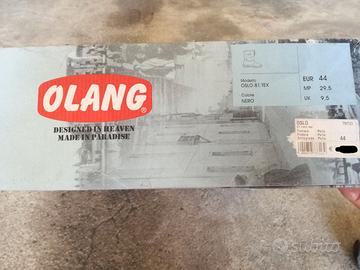 OLANG®
DESIGNED IN HEAVEN
MADE IN PARADISE
Modello
OSLO.81.TEX
Colore
NERO
EUR 44
MP 29.5
UK 9.5
OSLO
44
€
subito